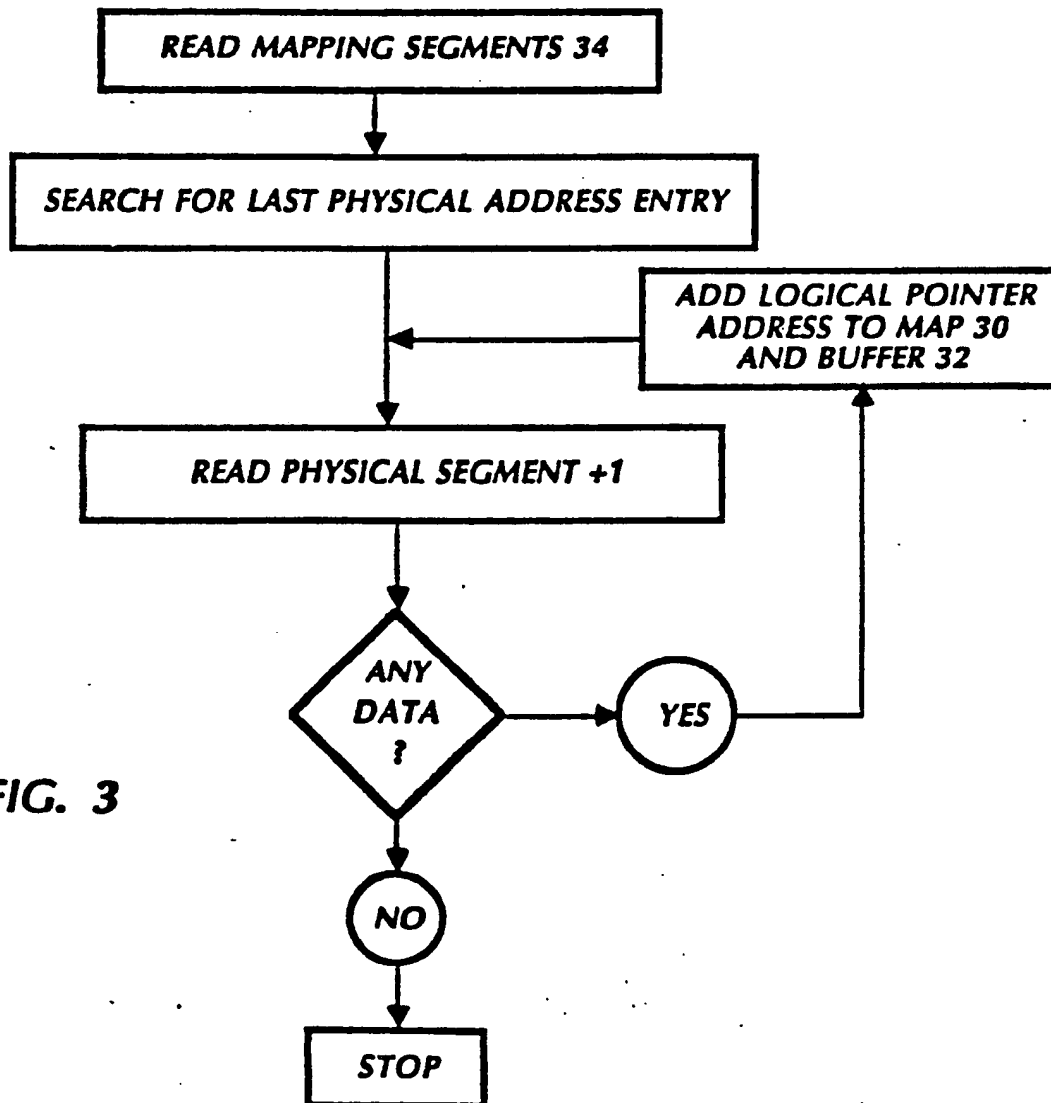 READ MAPPING SEGMENTS 34
SEARCH FOR LAST PHYSICAL ADDRESS ENTRY
ADD LOGICAL POINTER
ADDRESS TO MAP 30
AND BUFFER 32
READ PHYSICAL SEGMENT +1
ANY
DATA
?
YES
FIG. 3
NO
STOP